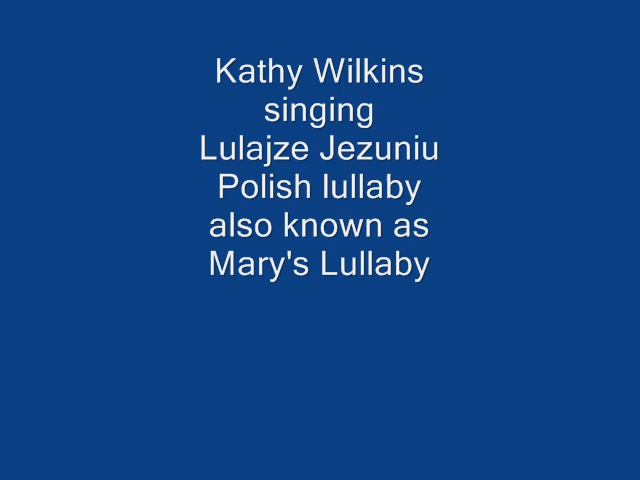 Kathy Wilkins
singing
Lulajze Jezuniu
Polish lullaby
also known as
Mary's Lullaby